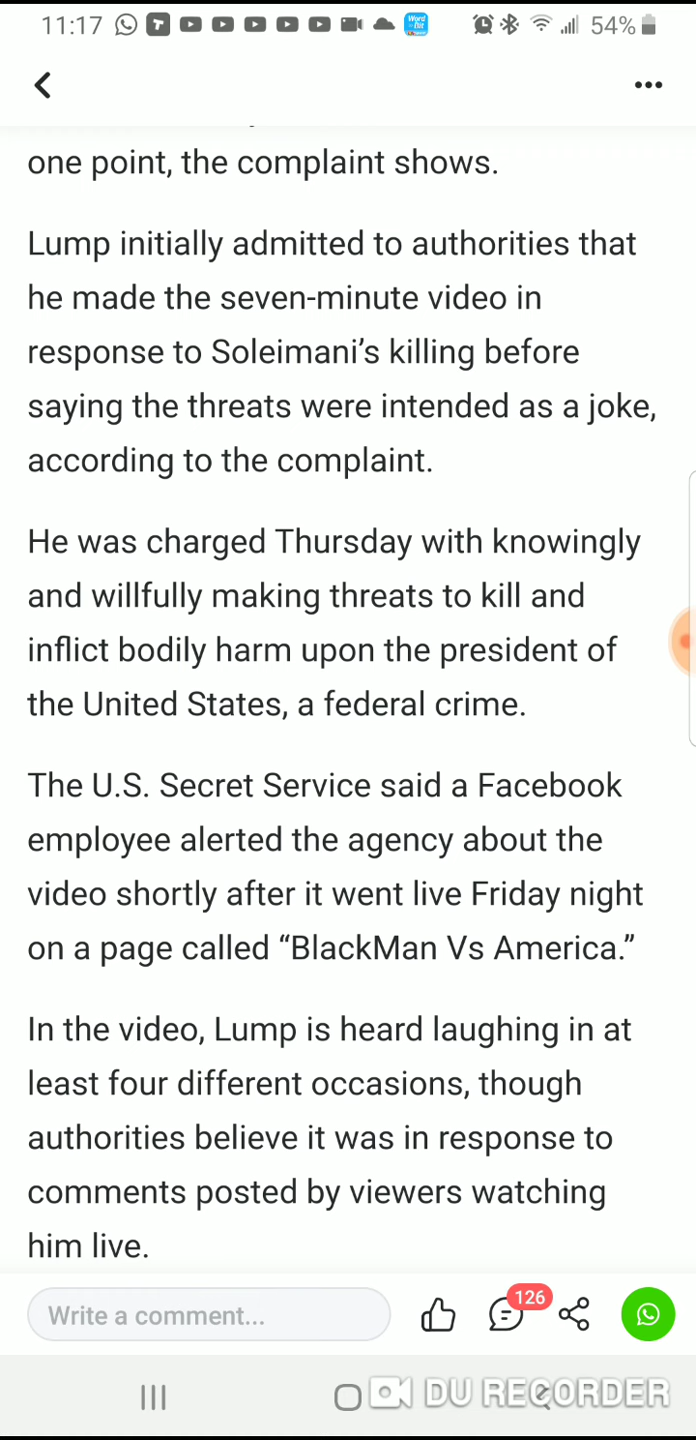 11:17 54%
one point, the complaint shows.
Lump initially admitted to authorities that
he made the seven-minute video in
response to Soleimani’s killing before
saying the threats were intended as a joke,
according to the complaint.
He was charged Thursday with knowingly
and willfully making threats to kill and
inflict bodily harm upon the president of
the United States, a federal crime.
The U.S. Secret Service said a Facebook
employee alerted the agency about the
video shortly after it went live Friday night
on a page called “BlackMan Vs America.”
In the video, Lump is heard laughing in at
least four different occasions, though
authorities believe it was in response to
comments posted by viewers watching
him live.
Write a comment...
126
DU RECORDER